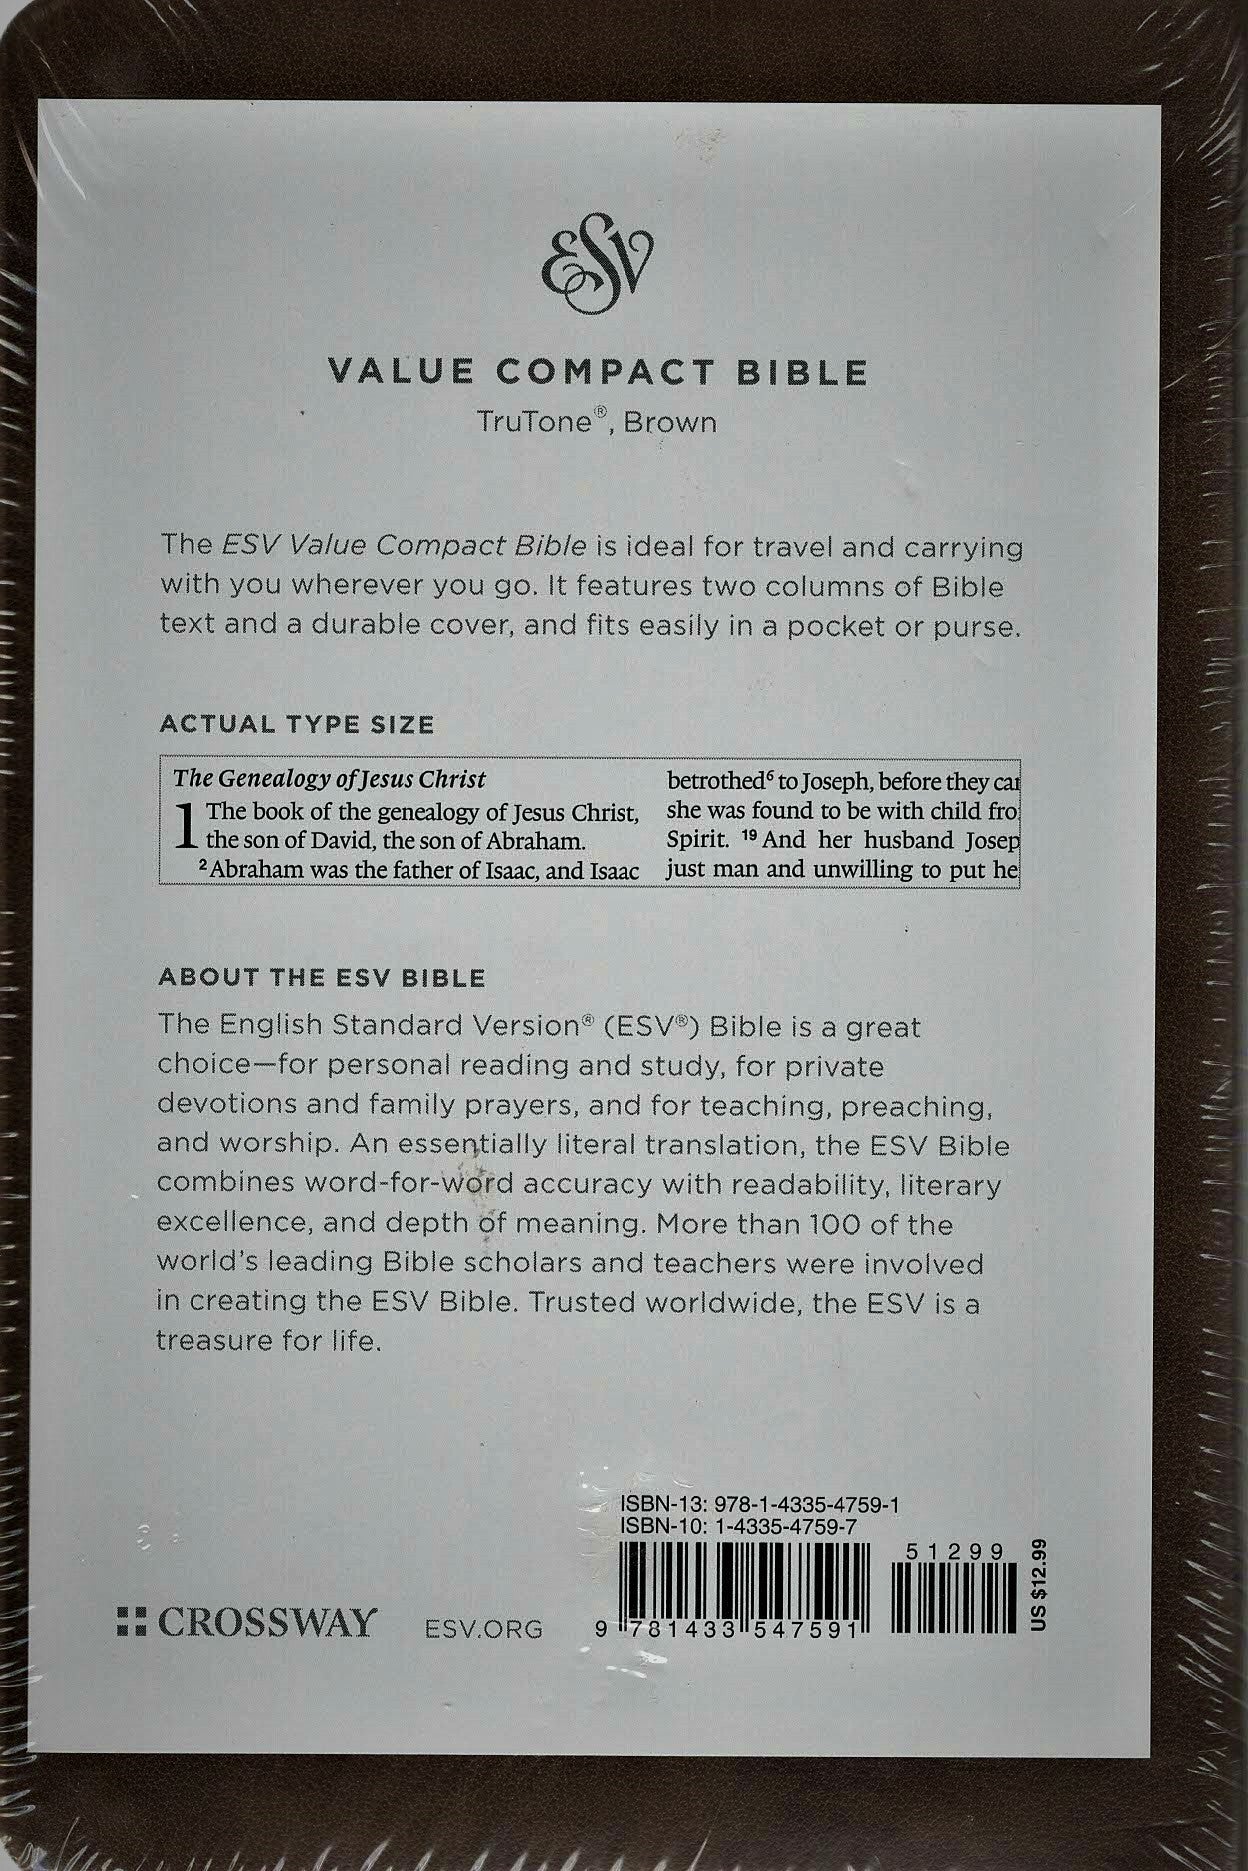 ESV
VALUE COMPACT BIBLE
TruTone®, Brown
The ESV Value Compact Bible is ideal for travel and carrying
with you wherever you go. It features two columns of Bible
text and a durable cover, and fits easily in a pocket or purse.
ACTUAL TYPE SIZE
The Genealogy of Jesus Christ
1 The book of the genealogy of Jesus Christ,
the son of David, the son of Abraham.
2 Abraham was the father of Isaac, and Isaac
betrothed6 to Joseph, before they ca
she was found to be with child fro
Spirit. 19 And her husband Josep
just man and unwilling to put he
ABOUT THE ESV BIBLE
The English Standard Version® (ESV®) Bible is a great
choice—for personal reading and study, for private
devotions and family prayers, and for teaching, preaching,
and worship. An essentially literal translation, the ESV Bible
combines word-for-word accuracy with readability, literary
excellence, and depth of meaning. More than 100 of the
world's leading Bible scholars and teachers were involved
in creating the ESV Bible. Trusted worldwide, the ESV is a
treasure for life.
ISBN-13: 978-1-4335-4759-1
ISBN-10: 1-4335-4759-7
51299
US $12.99
9 781433 547591
CROSSWAY
ESV.ORG